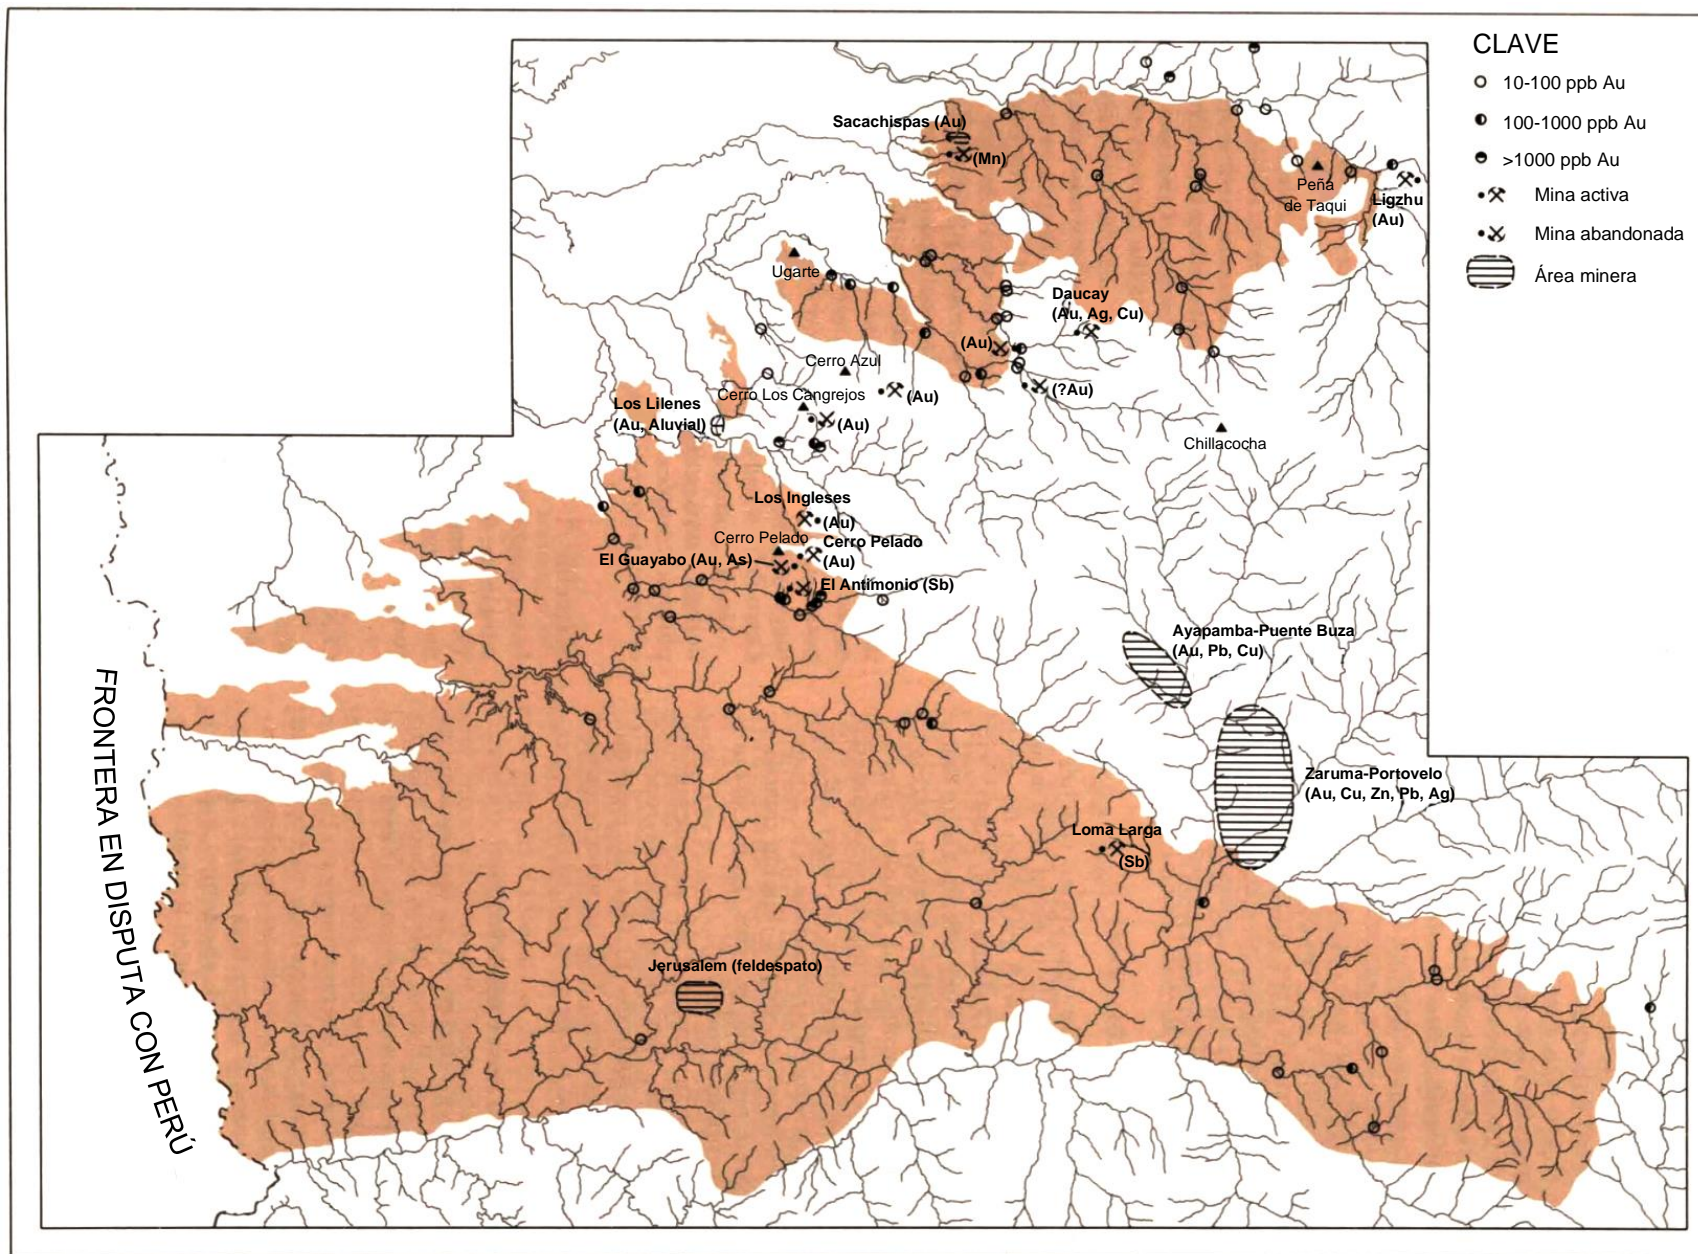 CLAVE
10-100 ppb Au
100-1000 ppb Au
>1000 ppb Au
Mina activa
Mina abandonada
Área minera
Sacachispas (Au)
(Mn)
Peña
de Taqui
Ligzhu
(Au)
Ugarte
Daucay
(Au, Ag, Cu)
(Au)
Cerro Azul
(?Au)
(Au)
Cerro Los Cangrejos
Los Lilenes
(Au, Aluvial)
(Au)
Chillacocha
Los Ingleses
(Au)
Cerro Pelado
Cerro Pelado
(Au)
El Guayabo (Au, As)
El Antimonio (Sb)
Ayapamba-Puente Buza
(Au, Pb, Cu)
FRONTERA EN DISPUTA CON PERÚ
Zaruma-Portovelo
(Au, Cu, Zn, Pb, Ag)
Loma Larga
(Sb)
Jerusalem (feldespato)